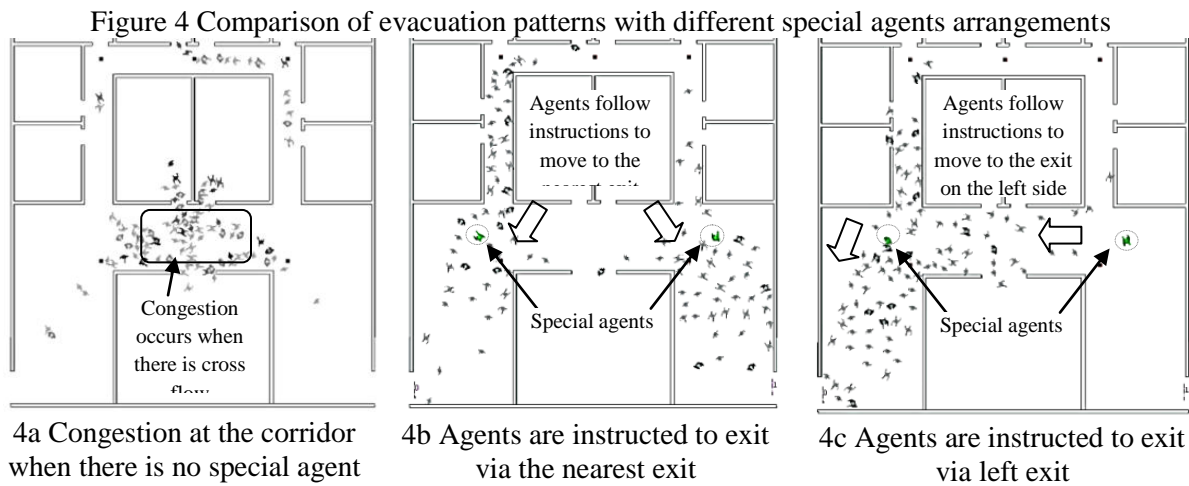 Figure 4 Comparison of evacuation patterns with different special agents arrangements
Congestion
occurs when
there is cross
flow
4a Congestion at the corridor
when there is no special agent
Agents follow
instructions to
move to the
nearest exit
Special agents
4b Agents are instructed to exit
via the nearest exit
Agents follow
instructions to
move to the exit
on the left side
Special agents
4c Agents are instructed to exit
via left exit